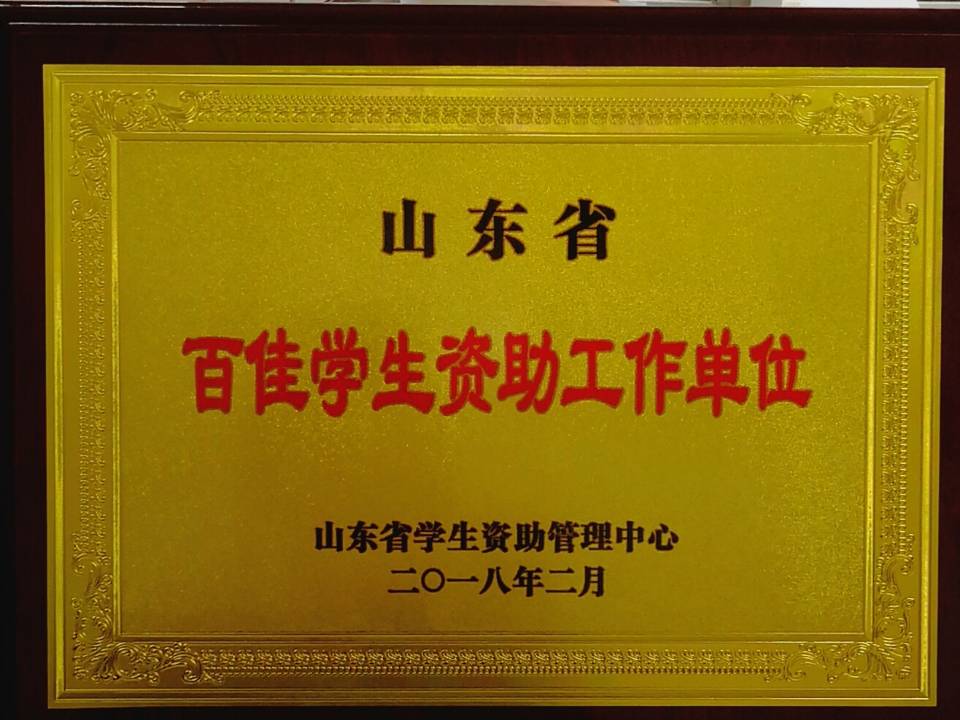 山东省
百佳学生资助工作单位
山东省学生资助管理中心
二〇一八年二月